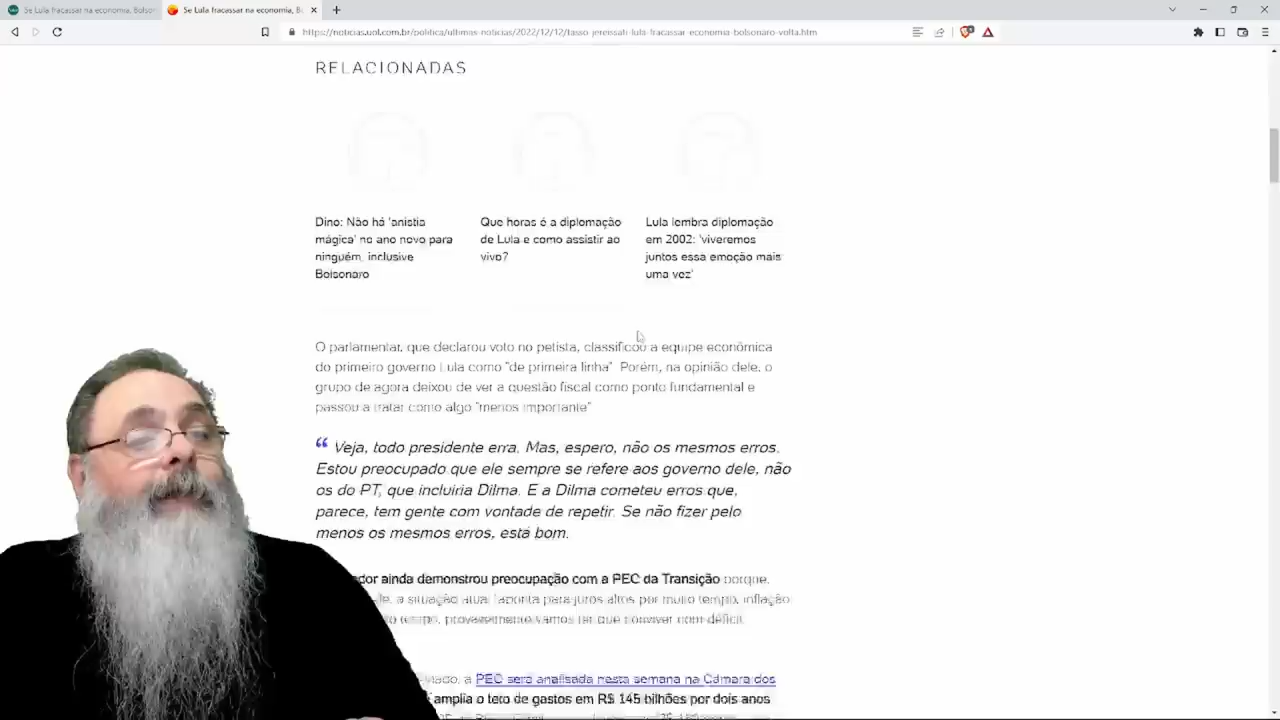 Se Lula fracassar na economia, Bolson
Se Lula fracassar na economia, Bo
https://noticias.uol.com.br/politica/ultimas-noticias/2022/12/12/tasso-jereissati-lula-fracassar-economia-bolsonaro-volta.htm
RELACIONADAS
Dino: Não há 'anistia
mágica' no ano novo para
ninguém, inclusive
Bolsonaro
Que horas é a diplomação
de Lula e como assistir ao
vivo?
Lula lembra diplomação
em 2002: 'viveremos
juntos essa emoção mais
uma vez'
O parlamentar, que declarou voto no petista, classificou a equipe econômica
do primeiro governo Lula como "de primeira linha". Porém, na opinião dele, o
grupo de agora deixou de ver a questão fiscal como ponto fundamental e
passou a tratar como algo "menos importante"
“ Veja, todo presidente erra. Mas, espero, não os mesmos erros.
Estou preocupado que ele sempre se refere aos governo dele, não
os do PT, que incluiria Dilma. E a Dilma cometeu erros que,
parece, tem gente com vontade de repetir. Se não fizer pelo
menos os mesmos erros, está bom.
ainda demonstrou preocupação com a PEC da Transição porque,
a situação atual "aponta para juros altos por muito tempo, inflação
tempo, provavelmente vamos ter que conviver com déficit.
a PEC será analisada nesta semana na Câmara dos
amplia o teto de gastos em R$ 145 bilhões por dois anos